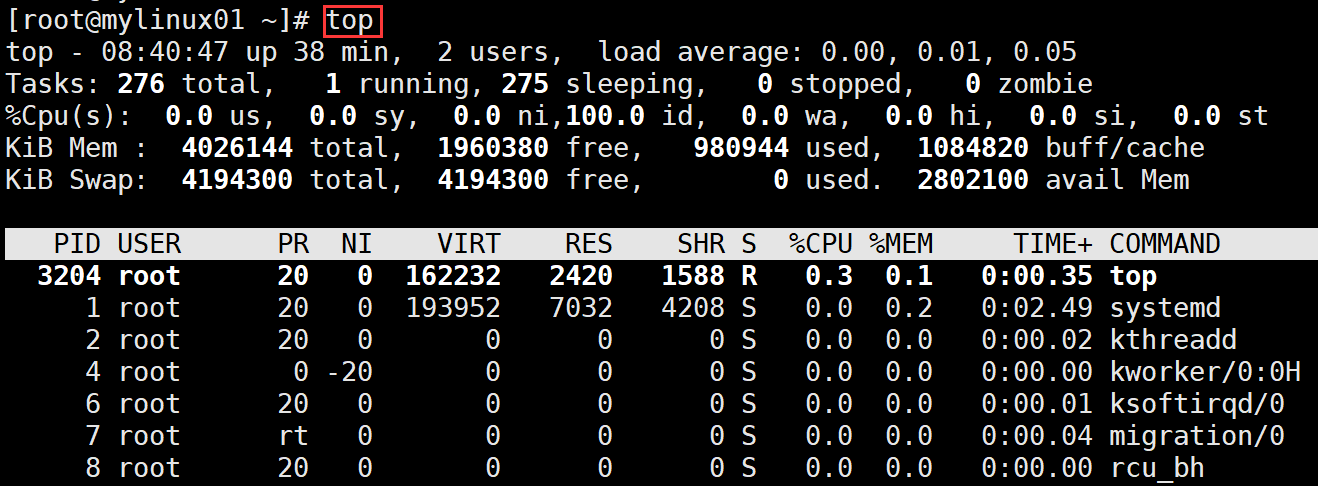 [root@mylinux01 ~]# top
top - 08:40:47 up 38 min,  2 users,  load average: 0.00, 0.01, 0.05
Tasks: 276 total,   1 running, 275 sleeping,   0 stopped,   0 zombie
%Cpu(s):  0.0 us,  0.0 sy,  0.0 ni,100.0 id,  0.0 wa,  0.0 hi,  0.0 si,  0.0 st
KiB Mem :  4026144 total,  1960380 free,   980944 used,  1084820 buff/cache
KiB Swap:  4194300 total,  4194300 free,        0 used.  2802100 avail Mem
   PID USER      PR  NI    VIRT    RES    SHR S  %CPU %MEM     TIME+ COMMAND
  3204 root      20   0  162232   2420   1588 R   0.3  0.1   0:00.35 top
     1 root      20   0  193952   7032   4208 S   0.0  0.2   0:02.49 systemd
     2 root      20   0       0      0      0 S   0.0  0.0   0:00.02 kthreadd
     4 root       0 -20       0      0      0 S   0.0  0.0   0:00.00 kworker/0:0H
     6 root      20   0       0      0      0 S   0.0  0.0   0:00.01 ksoftirqd/0
     7 root      rt   0       0      0      0 S   0.0  0.0   0:00.04 migration/0
     8 root      20   0       0      0      0 S   0.0  0.0   0:00.00 rcu_bh